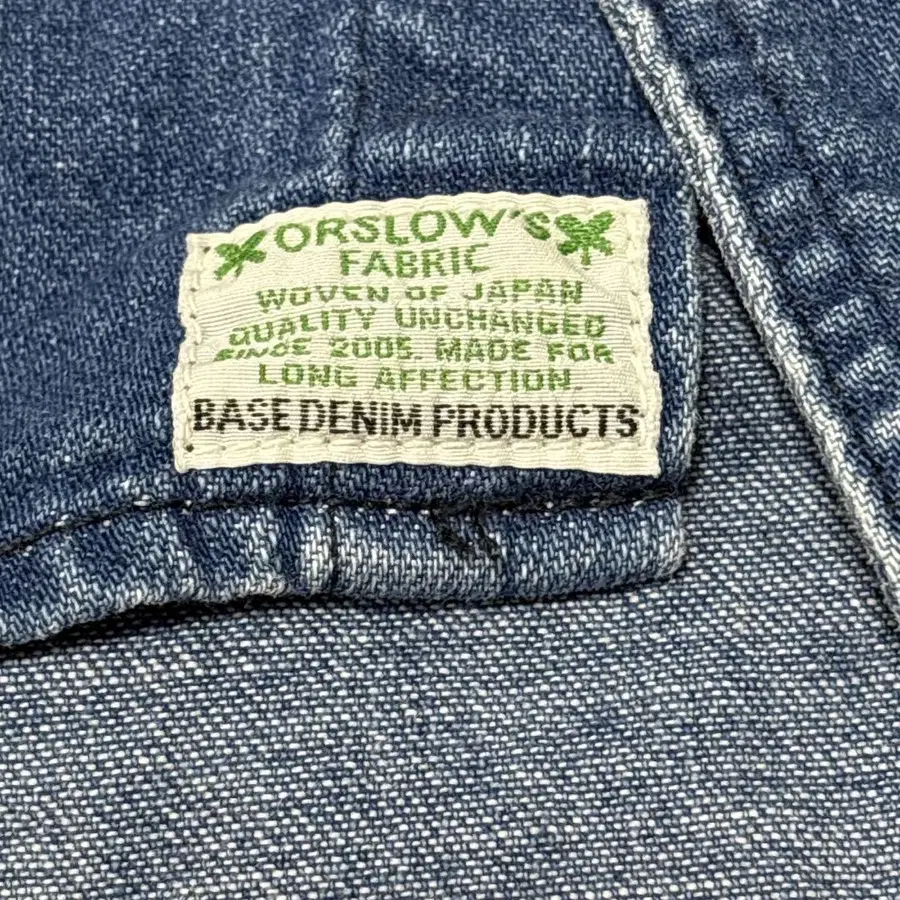 ORSLOW'S
FABRIC
WOVEN OF JAPAN
QUALITY UNCHANGED
SINCE 2005. MADE FOR
LONG AFFECTION.
BASE DENIM PRODUCTS